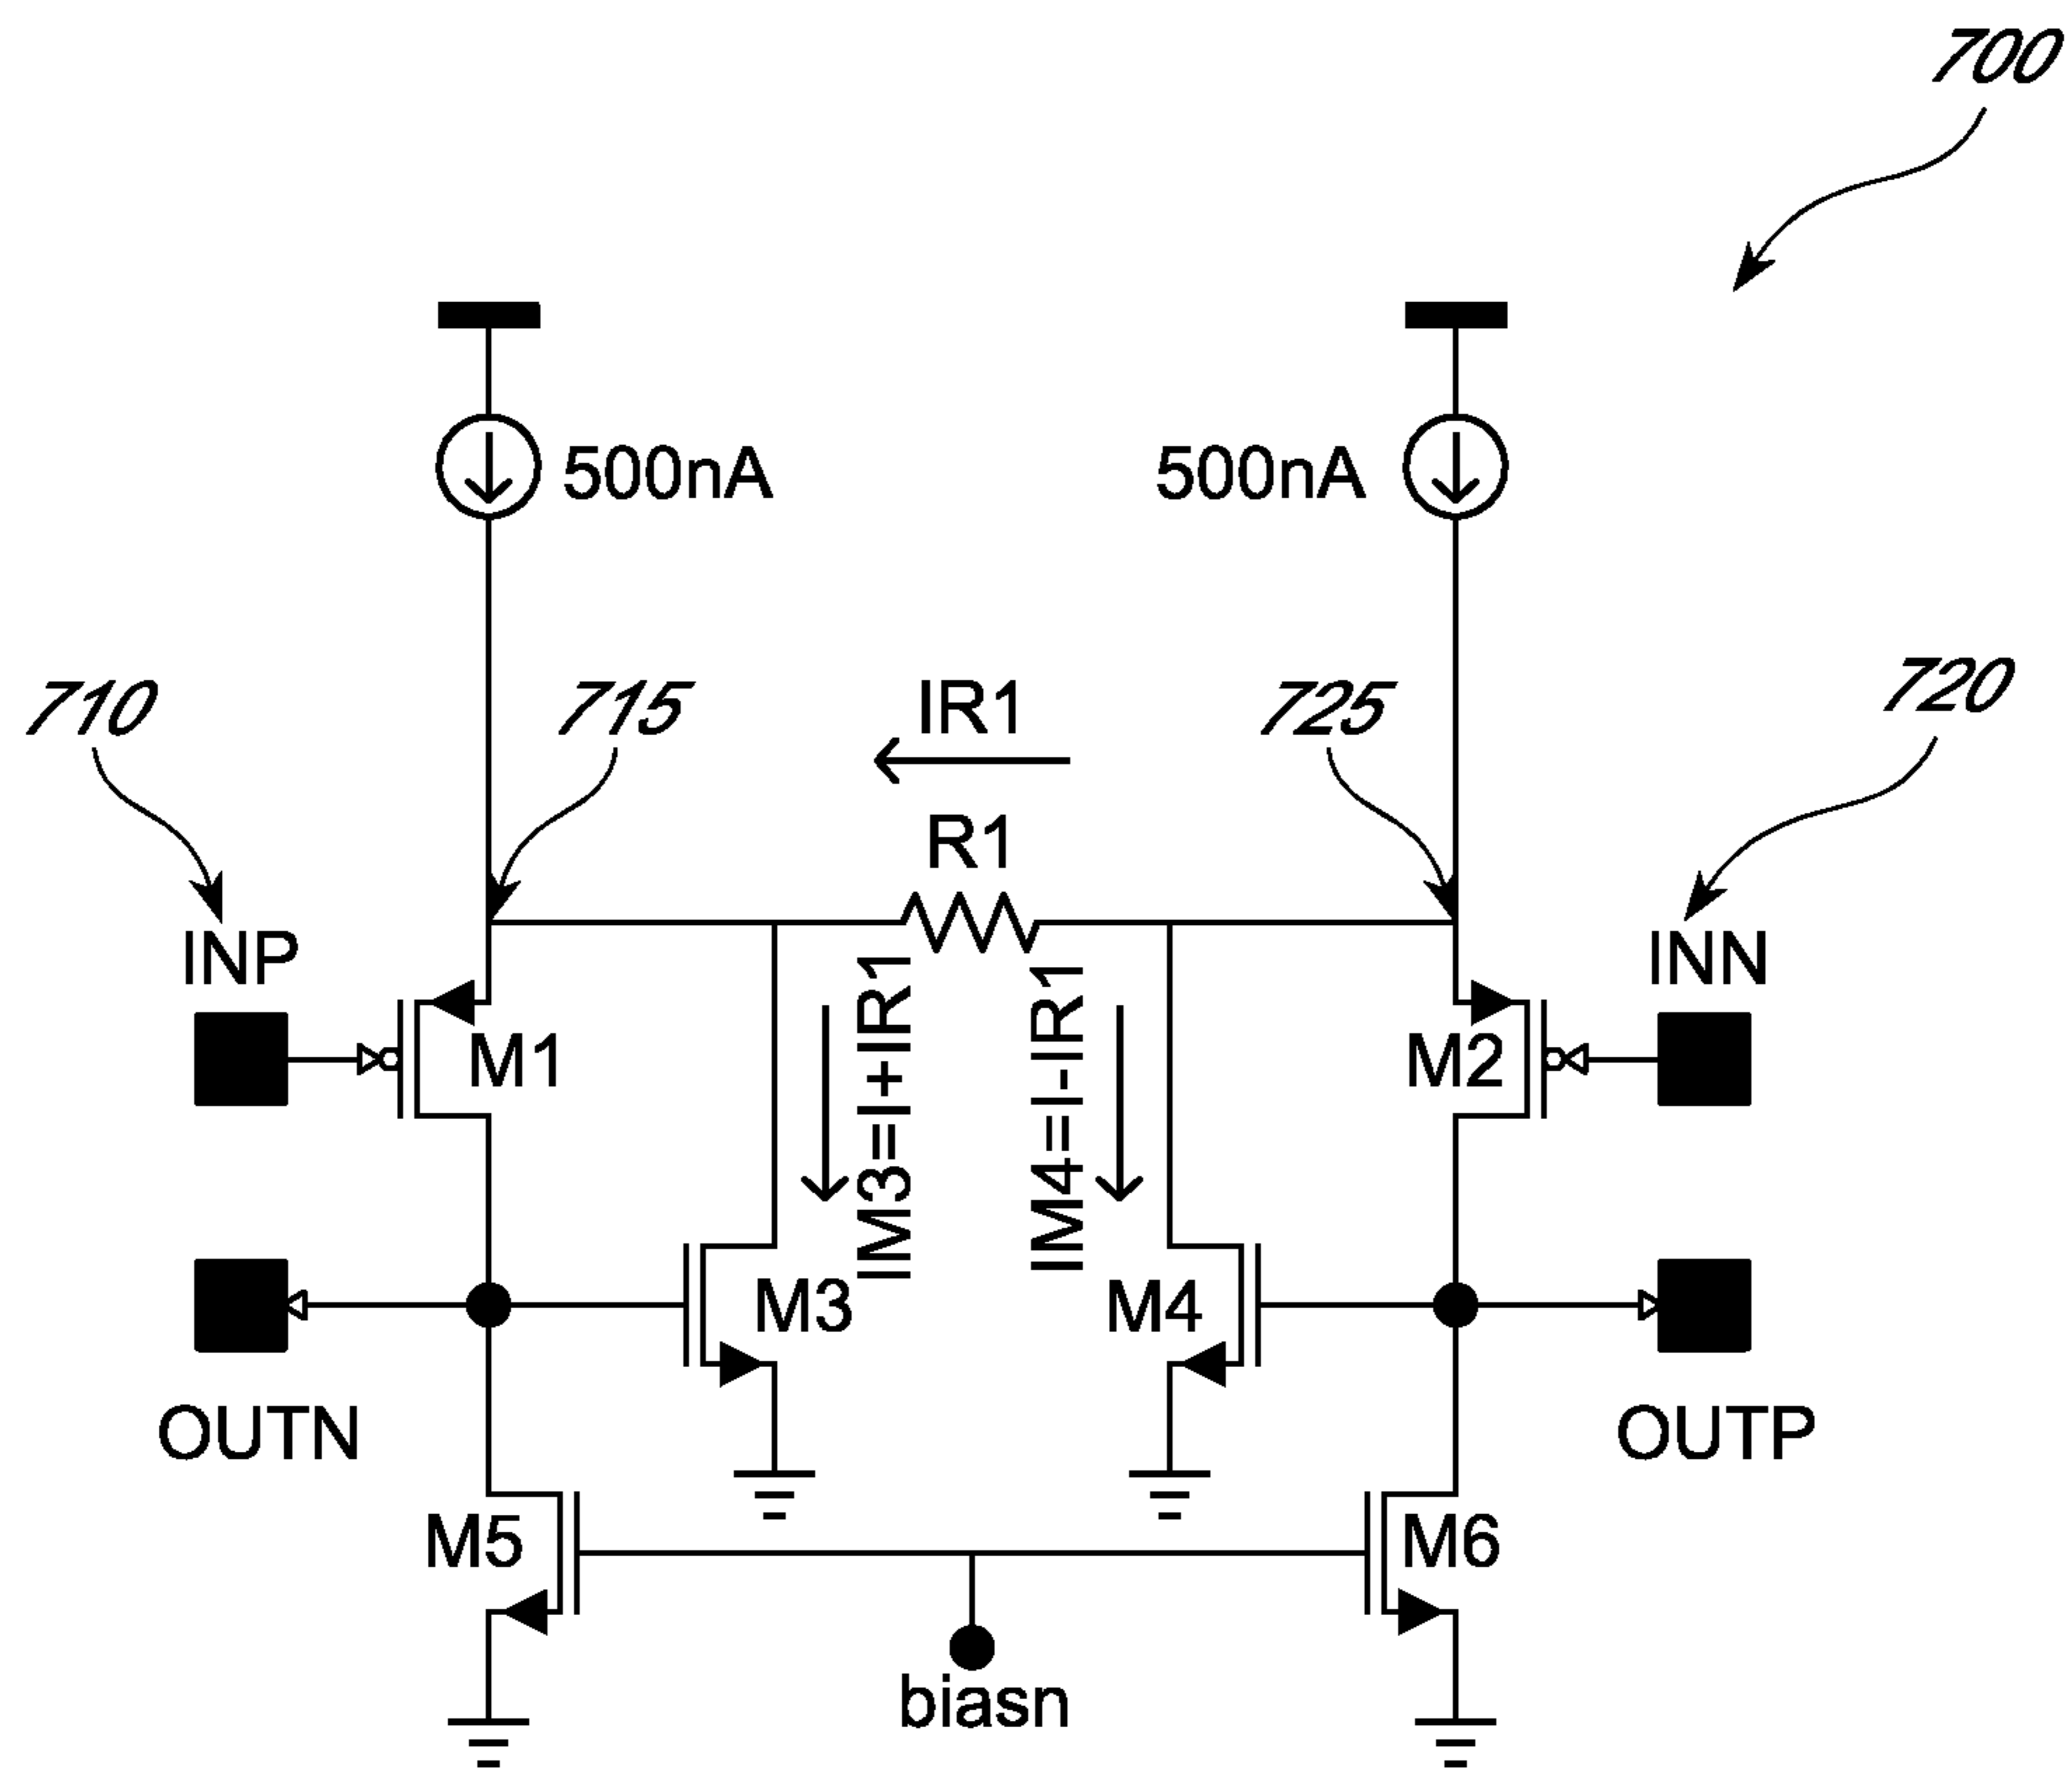 700
500nA
500nA
710
715
IR1
725
720
R1
INP
INN
M1
IM3=I+IR1
IM4=I-IR1
M2
M3
M4
OUTN
OUTP
M5
M6
biasn